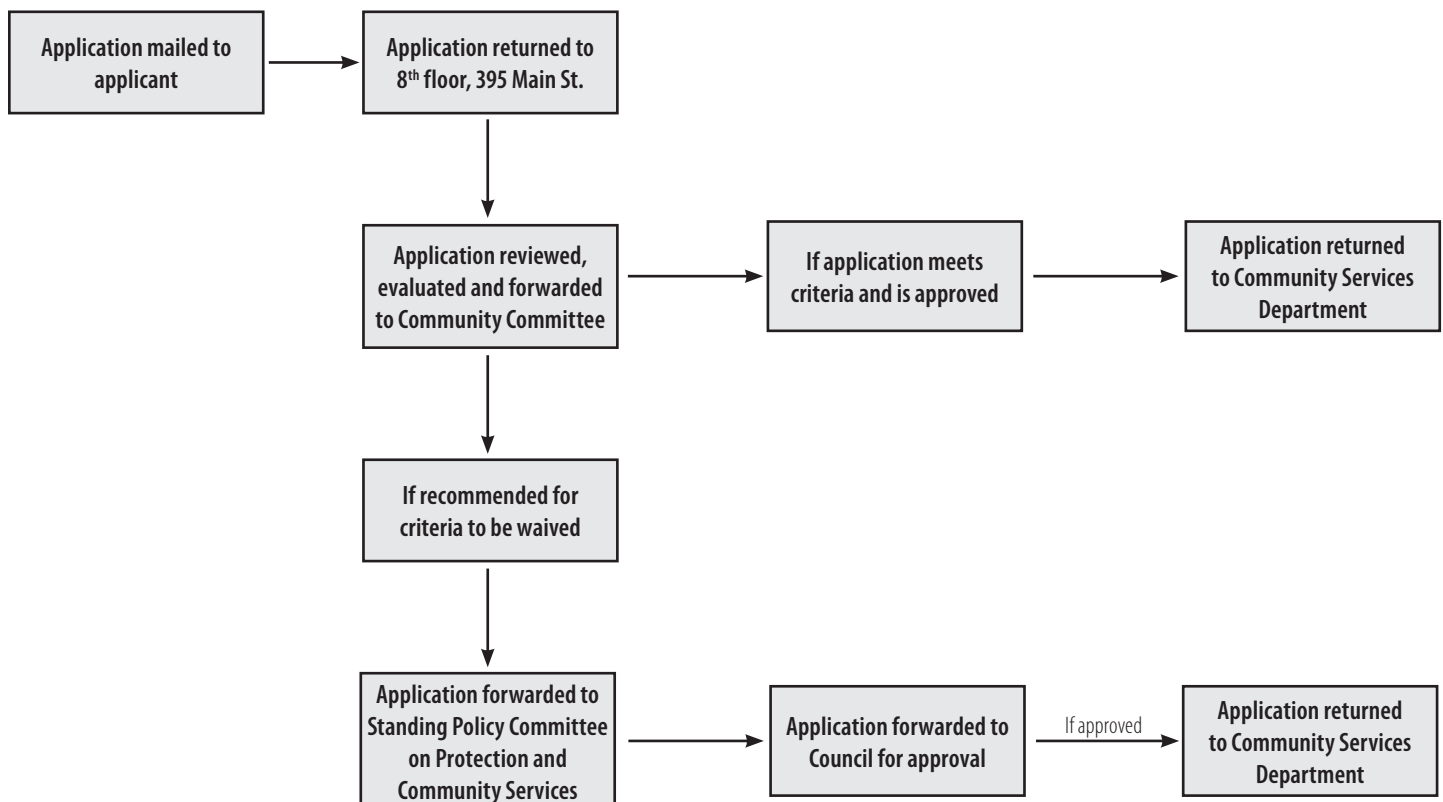 Application mailed to
applicant
Application returned to
8th floor, 395 Main St.
Application reviewed,
evaluated and forwarded
to Community Committee
If application meets
criteria and is approved
Application returned
to Community Services
Department
If recommended for
criteria to be waived
Application forwarded to
Standing Policy Committee
on Protection and
Community Services
Application forwarded to
Council for approval
If approved
Application returned
to Community Services
Department